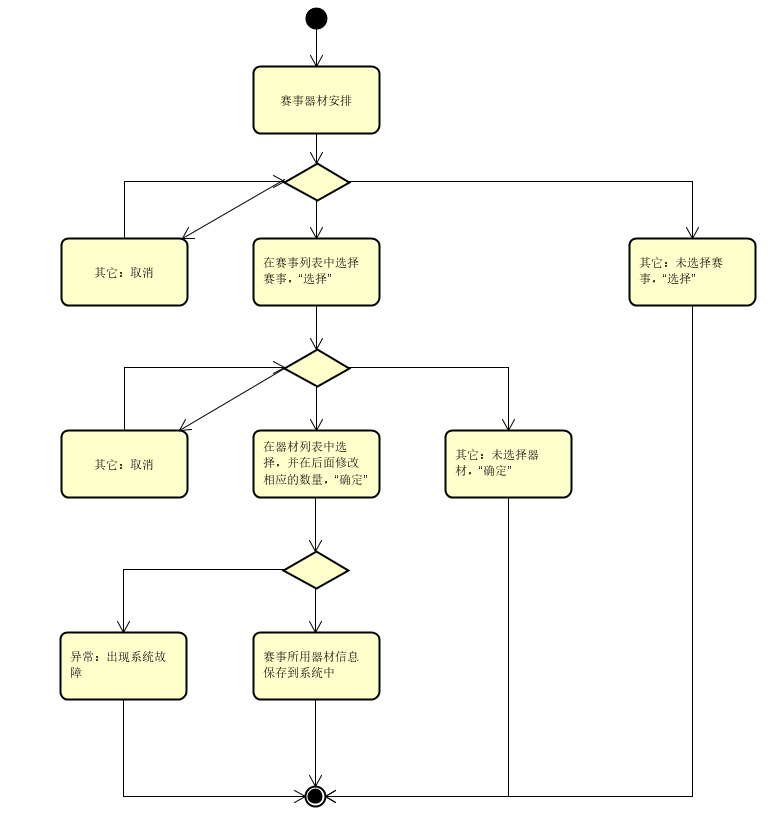 赛事器材安排
其它：取消
在赛事列表中选择
赛事，“选择”
其它：未选择赛
事，“选择”
其它：取消
在器材列表中选
择，并在后面修改
相应的数量，“确定”
其它：未选择器
材，“确定”
异常：出现系统故
障
赛事所用器材信息
保存到系统中